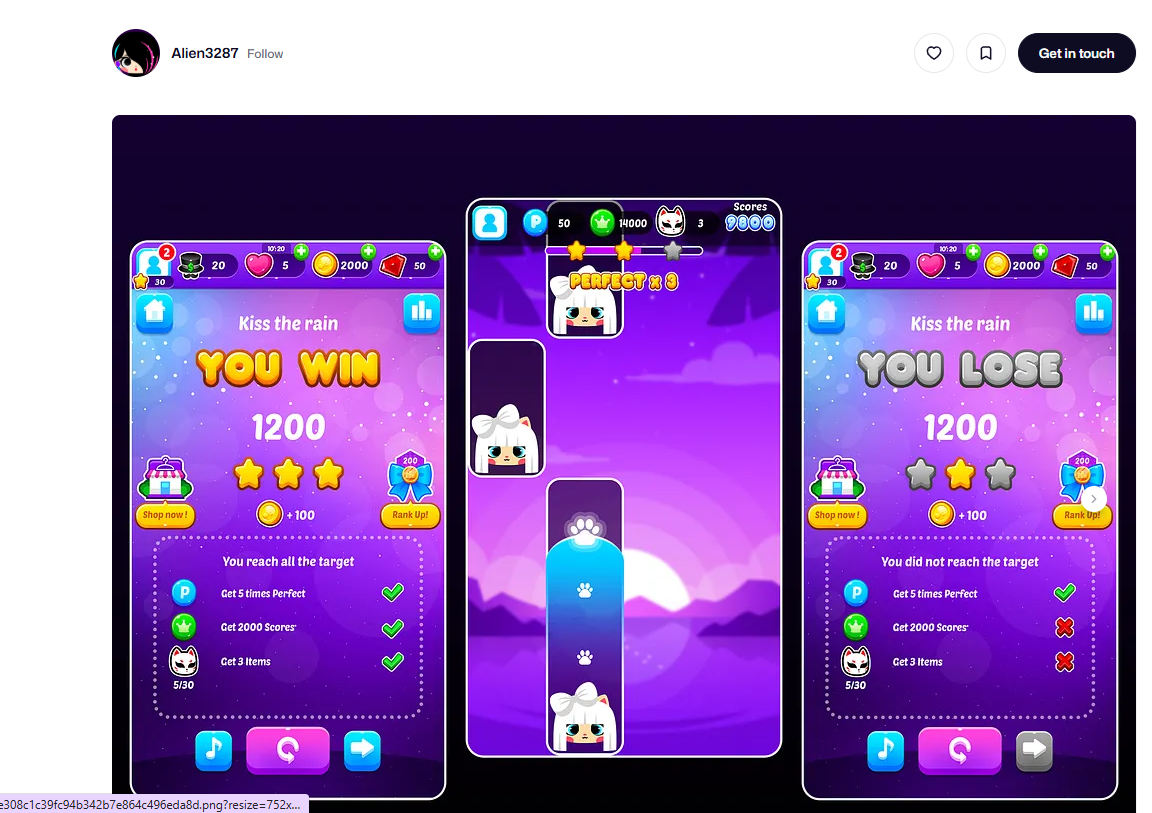 Alien3287 Follow
Get in touch
2
10\20
20
5
2000
50
30
Kiss the rain
YOU WIN
1200
200
+ 100
Shop now !
Rank Up!
You reach all the target
P Get 5 times Perfect
Get 2000 Scores
Get 3 Items
5/30
P
50
14000
3
Scores
9800
PERFECT x 3
2
10\20
20
5
2000
50
30
Kiss the rain
YOU LOSE
1200
200
+ 100
Shop now !
Rank Up!
You did not reach the target
P Get 5 times Perfect
Get 2000 Scores
Get 3 Items
5/30
e308c1c39fc94b342b7e864c496eda8d.png?resize=752x...